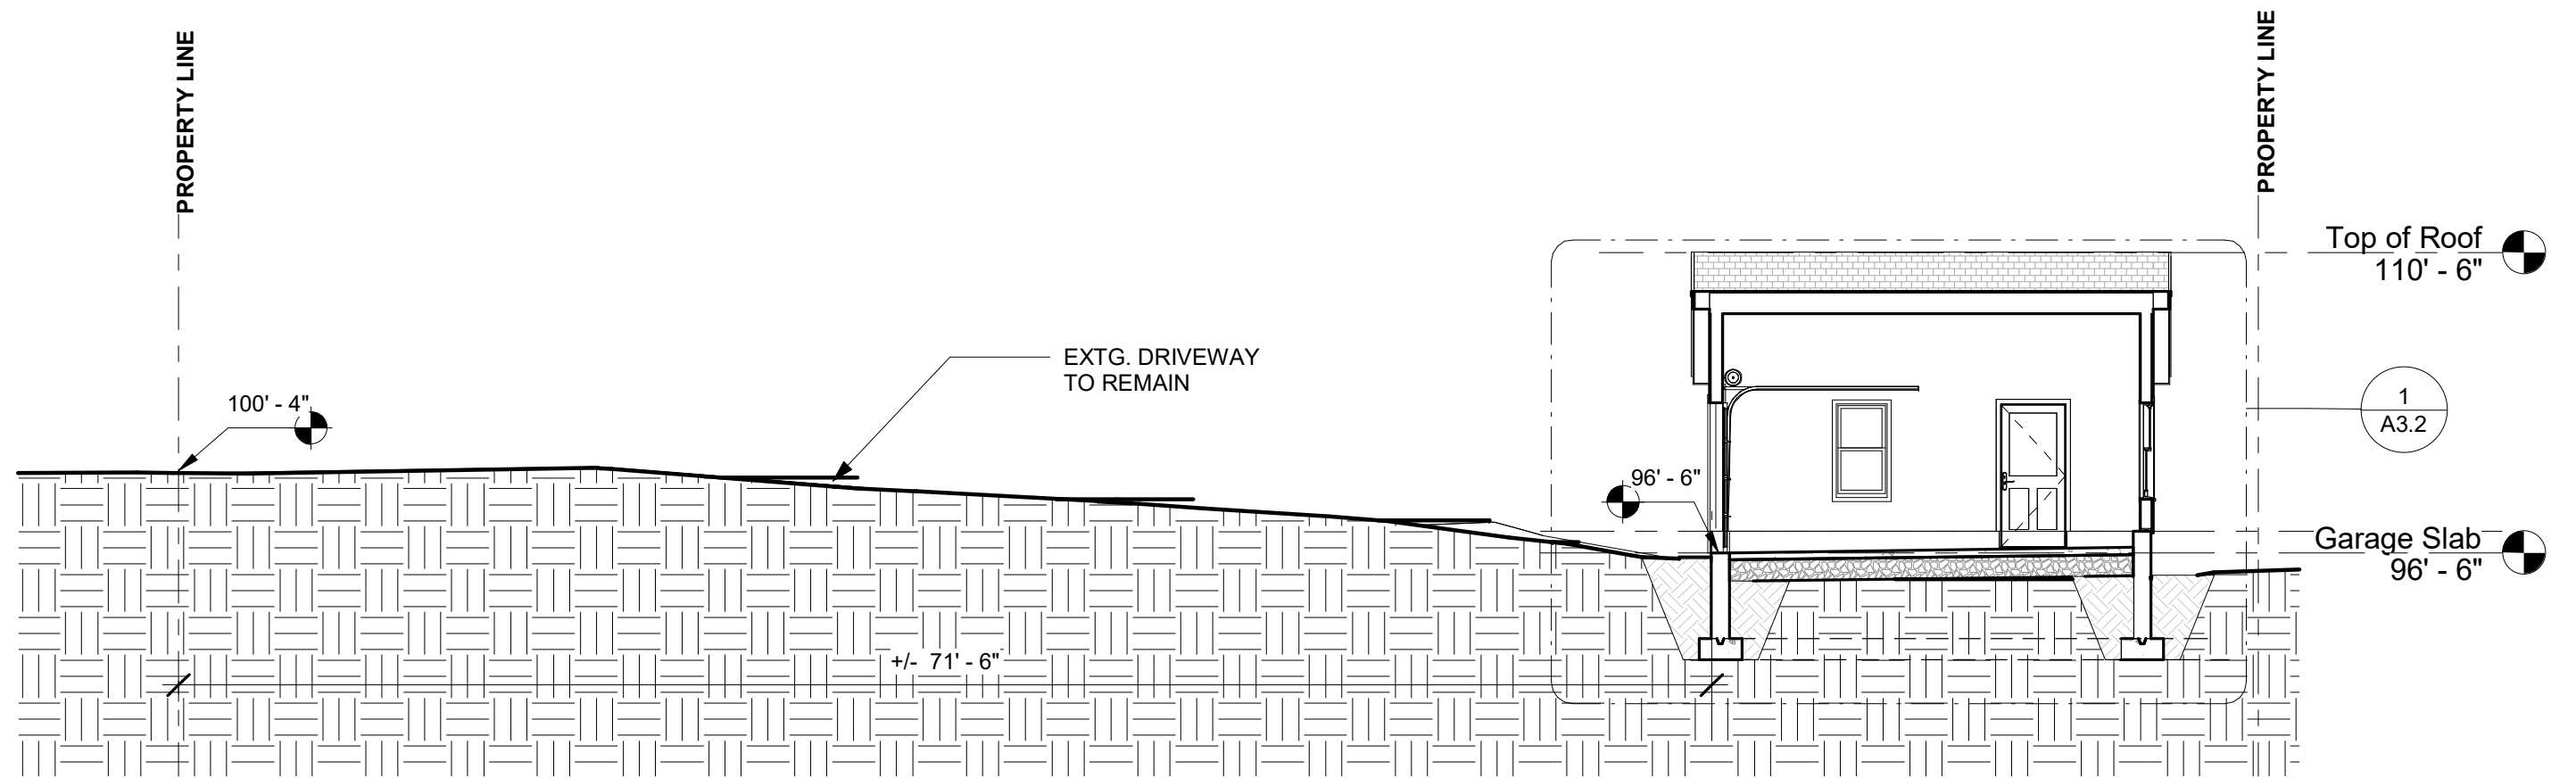 PROPERTY LINE
PROPERTY LINE
Top of Roof
110' - 6"
EXTG. DRIVEWAY
TO REMAIN
100' - 4"
1
A3.2
96' - 6"
Garage Slab
96' - 6"
+/-  71' - 6"